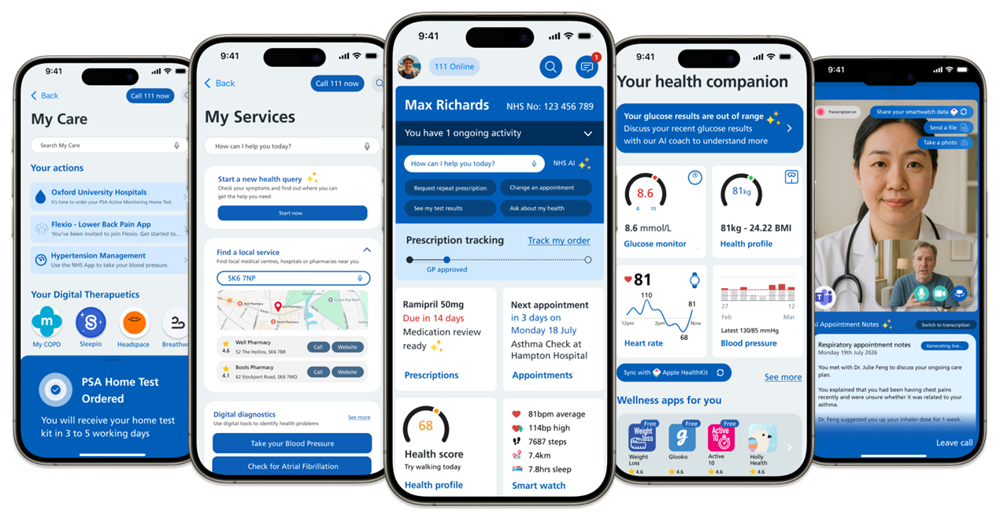 9:41
Back
Call 111 now
My Care
Search My Care
Your actions
Oxford University Hospitals
It's time to order your PSA Active Monitoring Home Test.
Flexio - Lower Back Pain App
You've been invited to join Flexio. Get started to...
Hypertension Management
Use the NHS App to take your blood pressure.
Your Digital Therapuetics
m
S
My COPD
Sleepio
Headspace
Breathw
PSA Home Test
Ordered
You will receive your home test
kit in 3 to 5 working days
9:41
Back
Call 111 now
My Services
How can I help you today?
Start a new health query
Check your symptoms and find out where you can
get the help you need
Start now
Find a local service
Find local medical centres, hospitals or pharmacies near you
SK6 7NP
Well Pharmacy
Well Pharmacy
Boots Pharmacy
Well Pharmacy
4.6
52 The Hollins, SK6 7BR
Call
Website
Boots Pharmacy
4.1
62 Stockport Road, SK6 7MO
Call
Website
Digital diagnostics
See more
Use digital tools to identify health problems
Take your Blood Pressure
Check for Atrial Fibrillation
9:41
111 Online
1
Max Richards
NHS No: 123 456 789
You have 1 ongoing activity
How can I help you today?
NHS AI
Request repeat prescription
Change an appointment
See my test results
Ask about my health
Prescription tracking
Track my order
GP approved
Ramipril 50mg
Due in 14 days
Medication review
ready
Prescriptions
Next appointment
in 3 days on
Monday 18 July
Asthma Check at
Hampton Hospital
Appointments
68
Health score
Try walking today
Health profile
81bpm average
114bp high
7687 steps
7.4km
7.8hrs sleep
Smart watch
9:41
Your health companion
Your glucose results are out of range
Discuss your recent glucose results
with our AI coach to understand more
8.6
4 10
8.6 mmol/L
Glucose monitor
81kg
81kg - 24.22 BMI
Health profile
81
110
81
12pm
2pm
Now
68
Heart rate
27
12
Feb
Mar
Latest 130/85 mmHg
Blood pressure
Sync with Apple HealthKit
See more
Wellness apps for you
Free
Weight
loss
Weight
Loss
4.6
Free
g
Glooko
4.6
Free
Active
10
Active
10
4.6
Holly
Health
4.6
9:41
Transcription on
Share your smartwatch data
Send a file
Take a photo
T
AI Appointment Notes
Switch to transcription
Respiratory appointment notes
Generating live...
Monday 19th July 2026
You met with Dr. Julie Feng to discuss your ongoing care
plan.
You explained that you had been having chest pains
recently and were unsure whether it was related to your
asthma.
Dr. Feng suggested you up your inhaler dose for 1 week.
Leave call